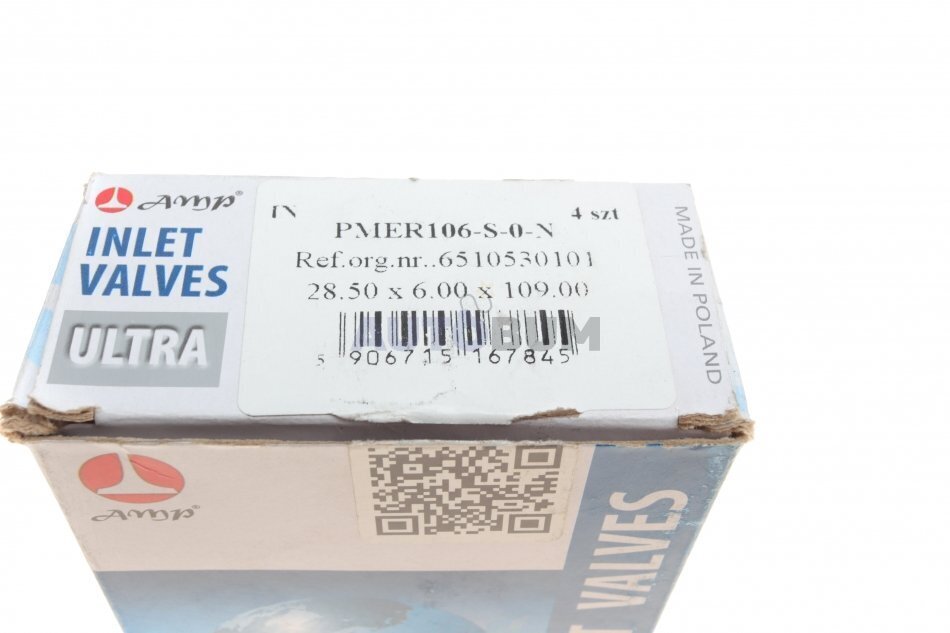 AMP®
INLET
VALVES
ULTRA
IN 4 szt
PMER106-S-0-N
Ref.org.nr..6510530101
28.50 x 6.00 x 109.00
AUTOBUM
5 906715 167845
MADE IN POLAND
AMP®
T VALVES